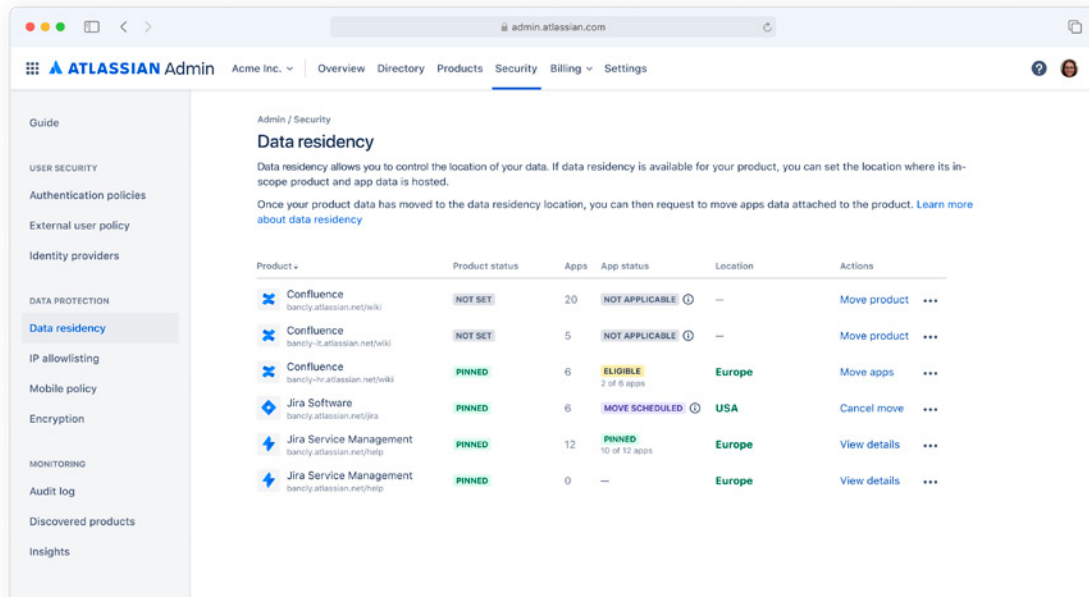 admin.atlassian.com
ATLASSIAN Admin Acme Inc. Overview Directory Products Security Billing Settings
Guide
USER SECURITY
Authentication policies
External user policy
Identity providers
DATA PROTECTION
Data residency
IP allowlisting
Mobile policy
Encryption
MONITORING
Audit log
Discovered products
Insights
Admin / Security
Data residency
Data residency allows you to control the location of your data. If data residency is available for your product, you can set the location where its in-
scope product and app data is hosted.
Once your product data has moved to the data residency location, you can then request to move apps data attached to the product. Learn more
about data residency
Product Product status Apps App status Location Actions
Confluence
bancly.atlassian.net/wiki
NOT SET 20 NOT APPLICABLE — Move product
Confluence
bancly-it.atlassian.net/wiki
NOT SET 5 NOT APPLICABLE — Move product
Confluence
bancly-hr.atlassian.net/wiki
PINNED 6 ELIGIBLE Europe Move apps
2 of 6 apps
Jira Software
bancly.atlassian.net/jira
PINNED 6 MOVE SCHEDULED USA Cancel move
Jira Service Management
bancly.atlassian.net/help
PINNED 12 PINNED Europe View details
10 of 12 apps
Jira Service Management
bancly.atlassian.net/help
PINNED 0 — Europe View details